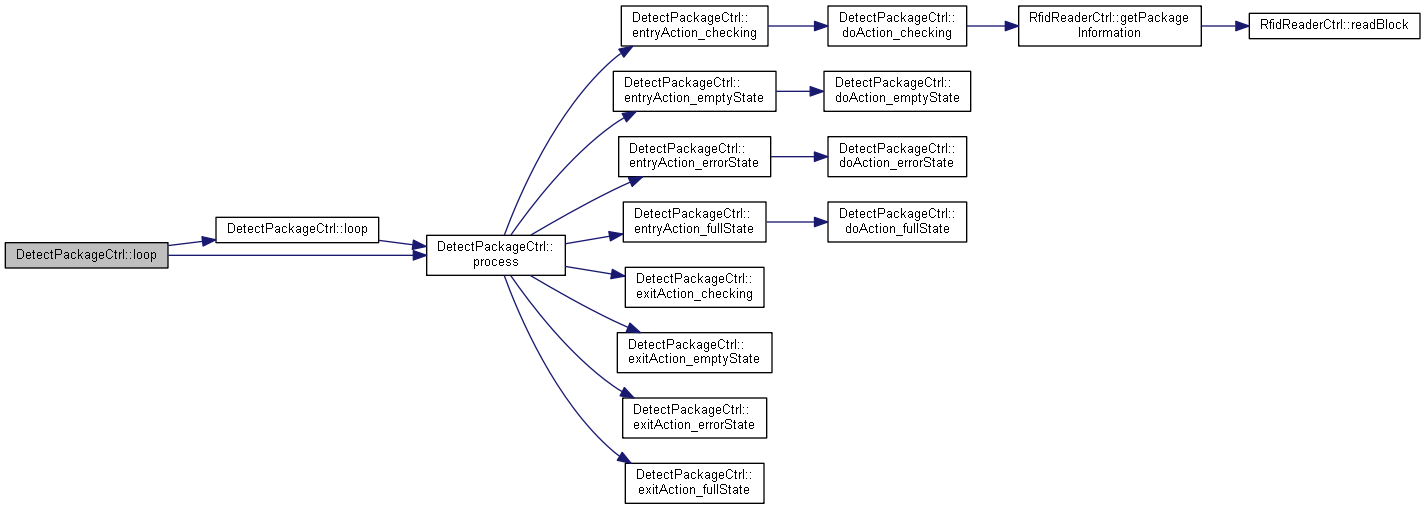 DetectPackageCtrl::loop
DetectPackageCtrl::loop
DetectPackageCtrl::
process
DetectPackageCtrl::
entryAction_checking
DetectPackageCtrl::
doAction_checking
RfidReaderCtrl::getPackage
Information
RfidReaderCtrl::readBlock
DetectPackageCtrl::
entryAction_emptyState
DetectPackageCtrl::
doAction_emptyState
DetectPackageCtrl::
entryAction_errorState
DetectPackageCtrl::
doAction_errorState
DetectPackageCtrl::
entryAction_fullState
DetectPackageCtrl::
doAction_fullState
DetectPackageCtrl::
exitAction_checking
DetectPackageCtrl::
exitAction_emptyState
DetectPackageCtrl::
exitAction_errorState
DetectPackageCtrl::
exitAction_fullState